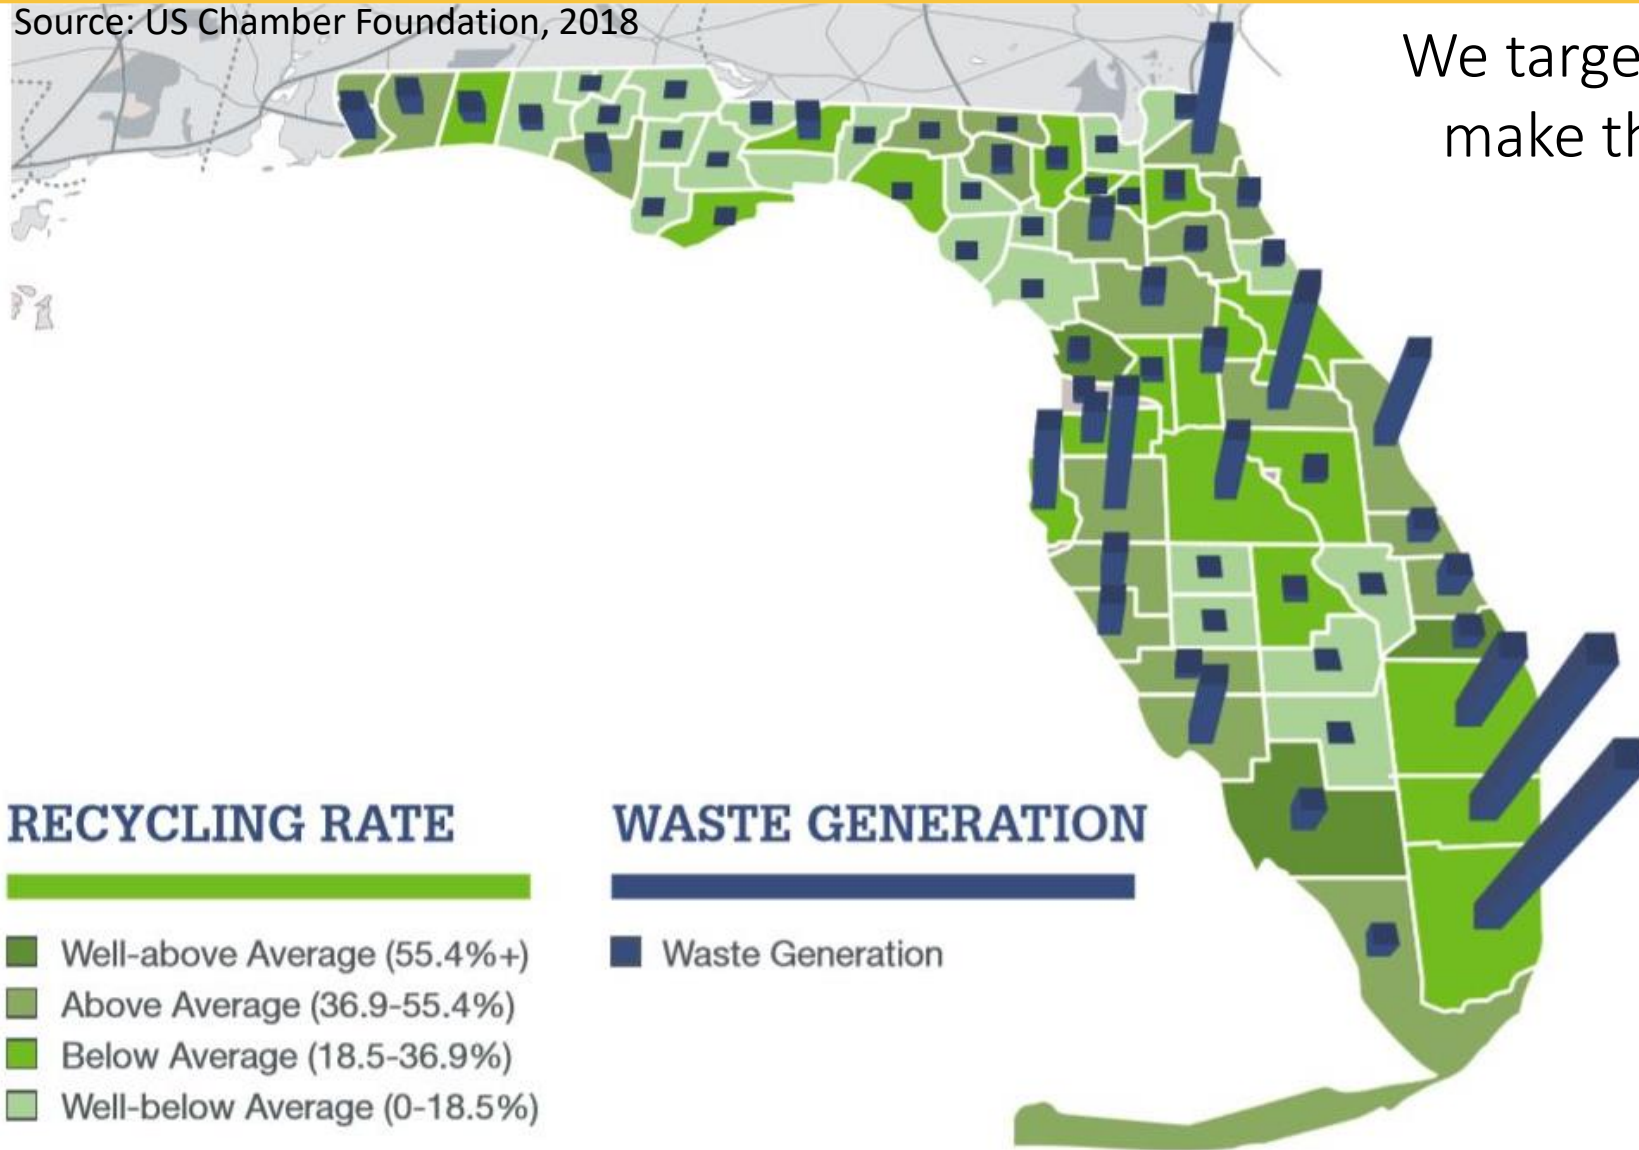 Source: US Chamber Foundation, 2018
We targe
make th
RECYCLING RATE
Well-above Average (55.4%+)
Above Average (36.9-55.4%)
Below Average (18.5-36.9%)
Well-below Average (0-18.5%)
WASTE GENERATION
Waste Generation